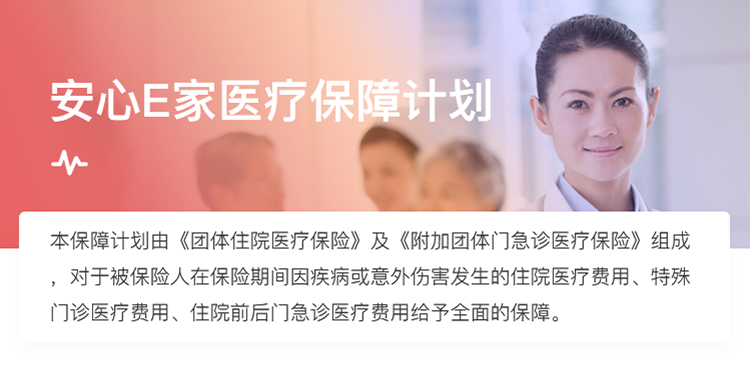 安心E家医疗保障计划
本保障计划由《团体住院医疗保险》及《附加团体门急诊医疗保险》组成
，对于被保险人在保险期间因疾病或意外伤害发生的住院医疗费用、特殊
门诊医疗费用、住院前后门急诊医疗费用给予全面的保障。